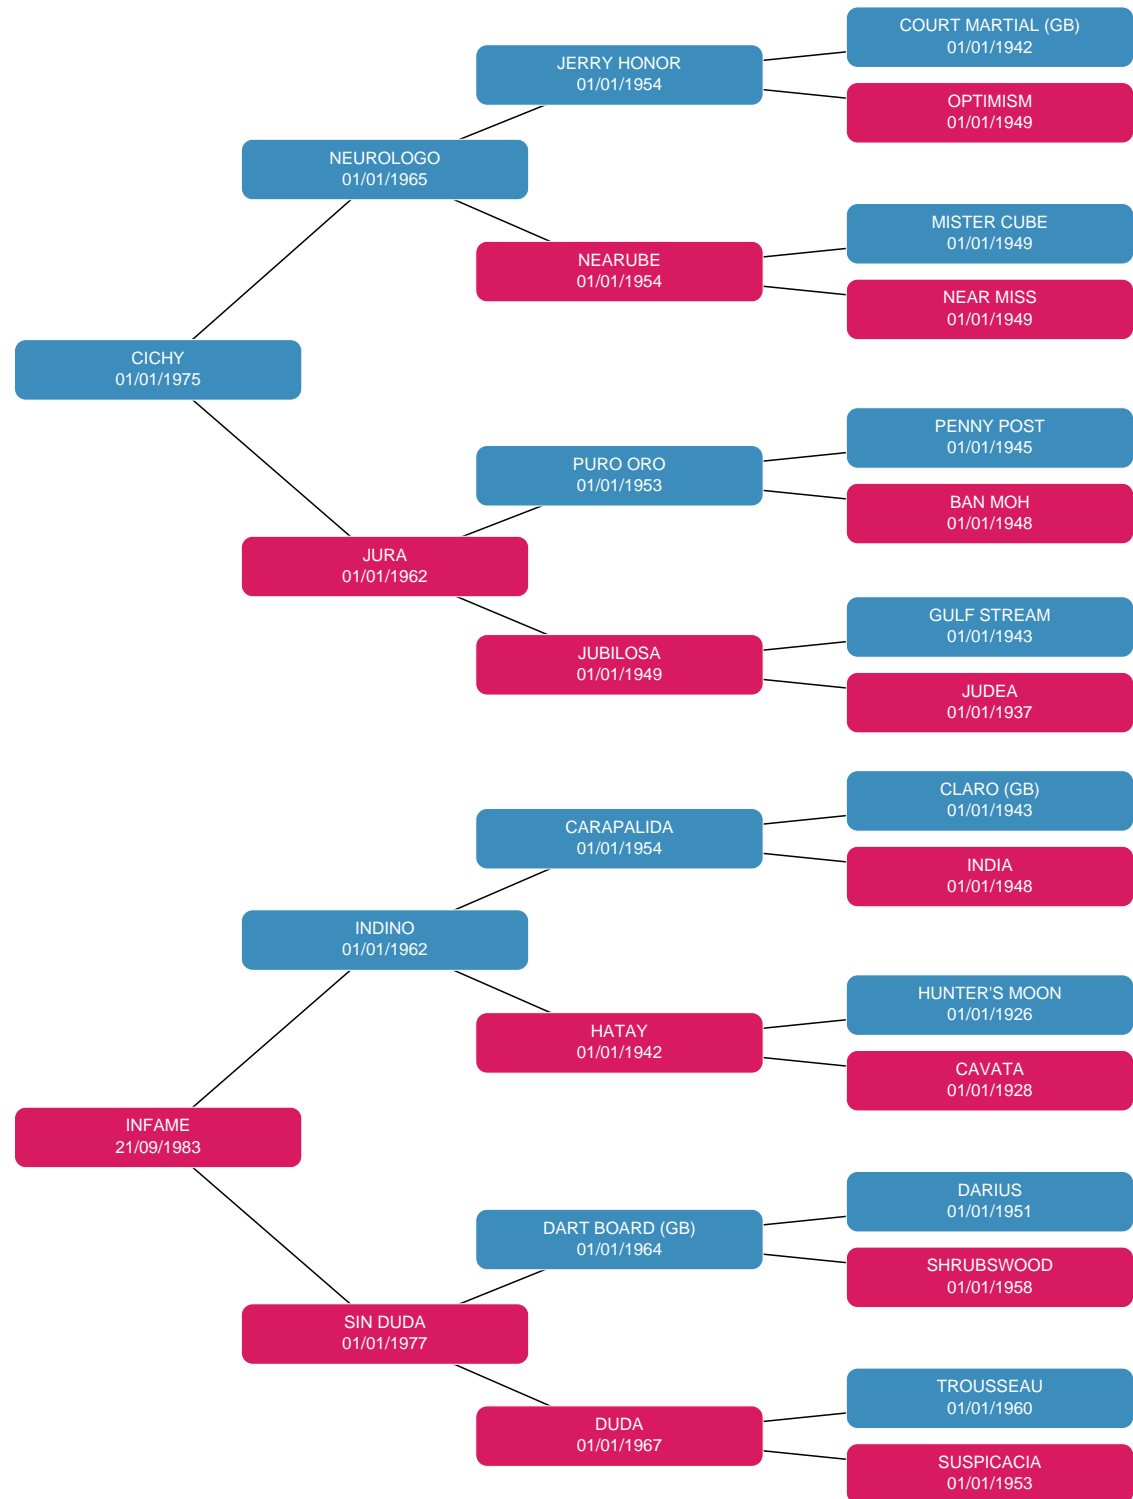 COURT MARTIAL (GB)
01/01/1942
JERRY HONOR
01/01/1954
OPTIMISM
01/01/1949
NEUROLOGO
01/01/1965
MISTER CUBE
01/01/1949
NEARUBE
01/01/1954
NEAR MISS
01/01/1949
CICHY
01/01/1975
PENNY POST
01/01/1945
PURO ORO
01/01/1953
BAN MOH
01/01/1948
JURA
01/01/1962
GULF STREAM
01/01/1943
JUBILOSA
01/01/1949
JUDEA
01/01/1937
CLARO (GB)
01/01/1943
CARAPALIDA
01/01/1954
INDIA
01/01/1948
INDINO
01/01/1962
HUNTER'S MOON
01/01/1926
HATAY
01/01/1942
CAVATA
01/01/1928
INFAME
21/09/1983
DARIUS
01/01/1951
DART BOARD (GB)
01/01/1964
SHRUBSWOOD
01/01/1958
SIN DUDA
01/01/1977
TROUSSEAU
01/01/1960
DUDA
01/01/1967
SUSPICACIA
01/01/1953